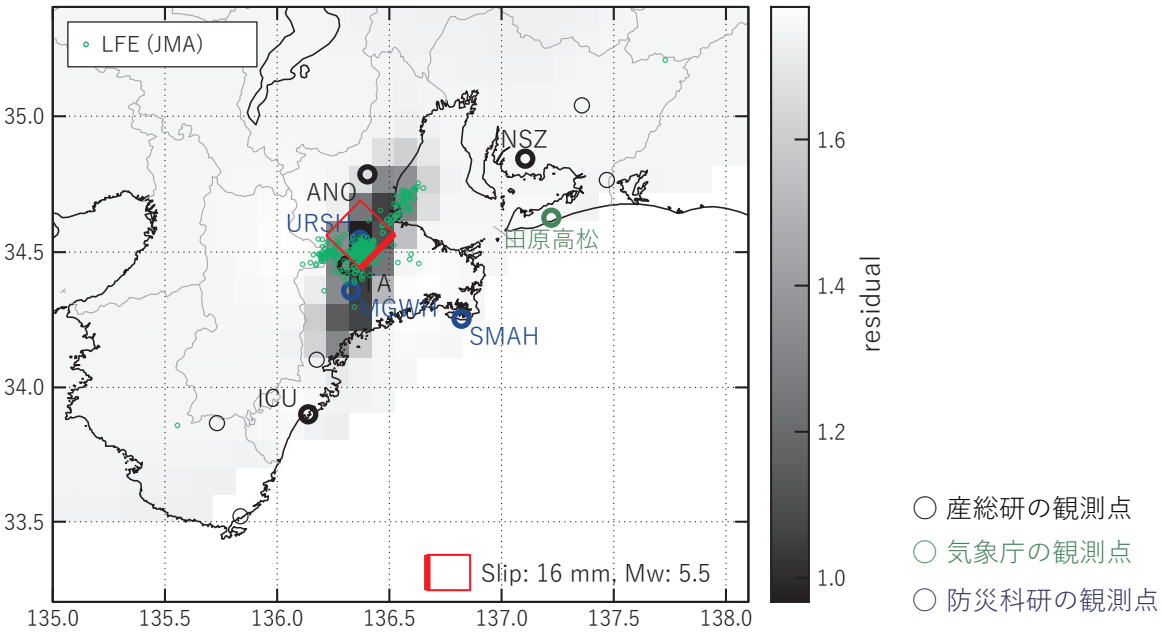 LFE (JMA)
35.0
34.5
34.0
33.5
NSZ
ANO
URSH
田原高松
MGWH
SMAH
ICU
Slip: 16 mm, Mw: 5.5
135.0 135.5 136.0 136.5 137.0 137.5 138.0
1.6
1.4
1.2
1.0
residual
○ 産総研の観測点
○ 気象庁の観測点
○ 防災科研の観測点